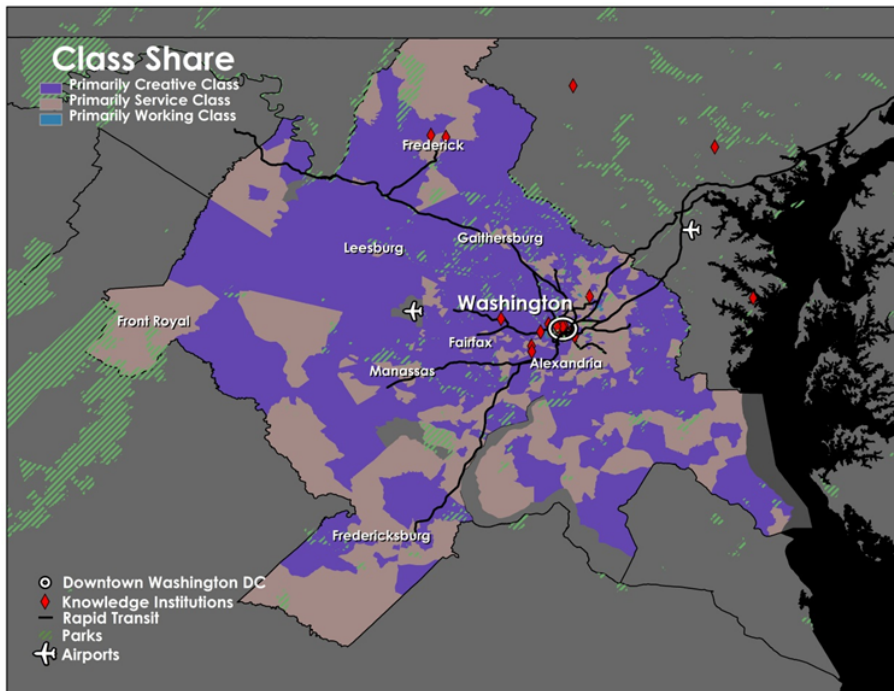 Class Share
Primarily Creative Class
Primarily Service Class
Primarily Working Class
Frederick
Leesburg
Gaithersburg
Washington
Front Royal
Fairfax
Manassas
Alexandria
Fredericksburg
Downtown Washington DC
Knowledge Institutions
Rapid Transit
Parks
Airports